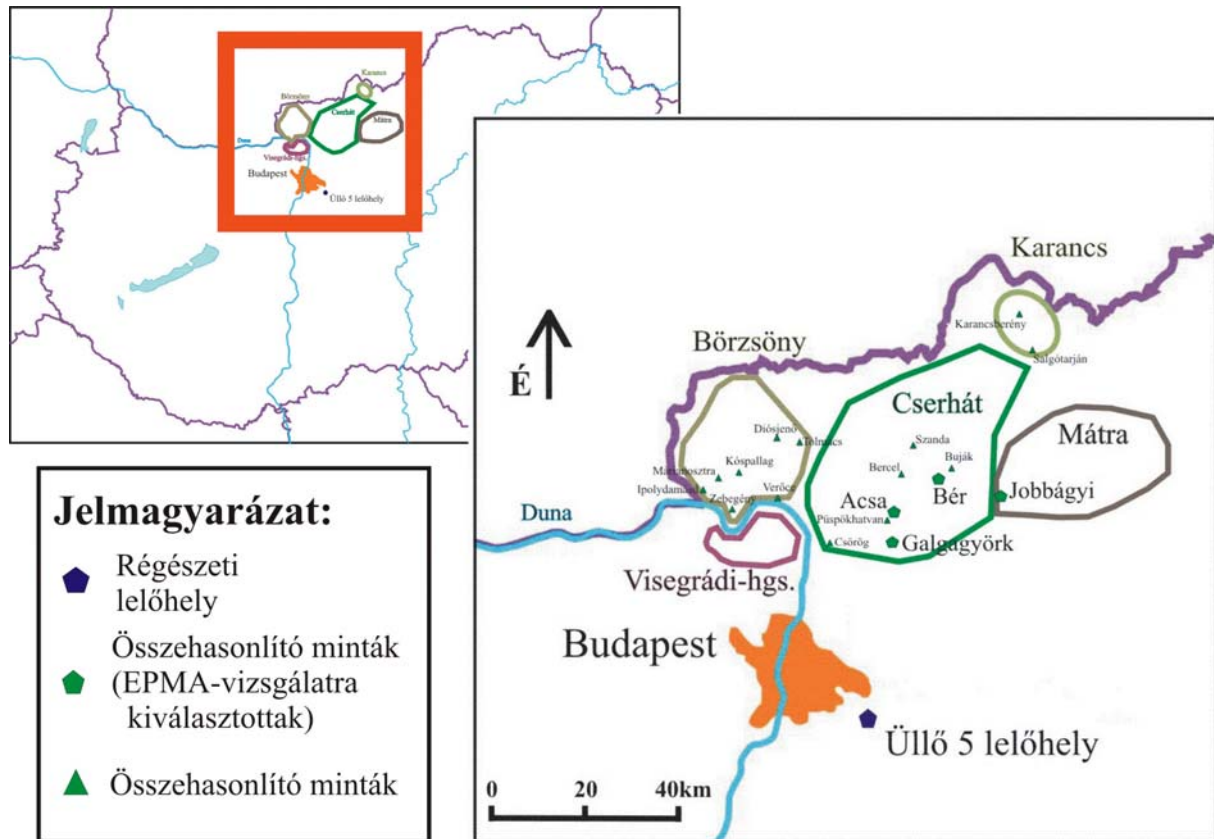 Karancs
Börzsöny
Cserhát
Mátra
Duna
Visegrádi-hgs.
Budapest
Üllő 5 lelőhely
Karancs
Karancsberény
Salgótarján
Börzsöny
É
Cserhát
Mátra
Diósjenő
Tolmács
Szanda
Kóspallag
Buják
Márianosztra
Bercel
Ipolydamásd
Verőce
Bér
Jobbágyi
Zebegény
Acsa
Duna
Püspökhatvan
Csörög
Galgagyörk
Visegrádi-hgs.
Budapest
Üllő 5 lelőhely
0 20 40km
Jelmagyarázat:
Régészeti
lelőhely
Összehasonlító minták
(EPMA-vizsgálatra
kiválasztottak)
Összehasonlító minták